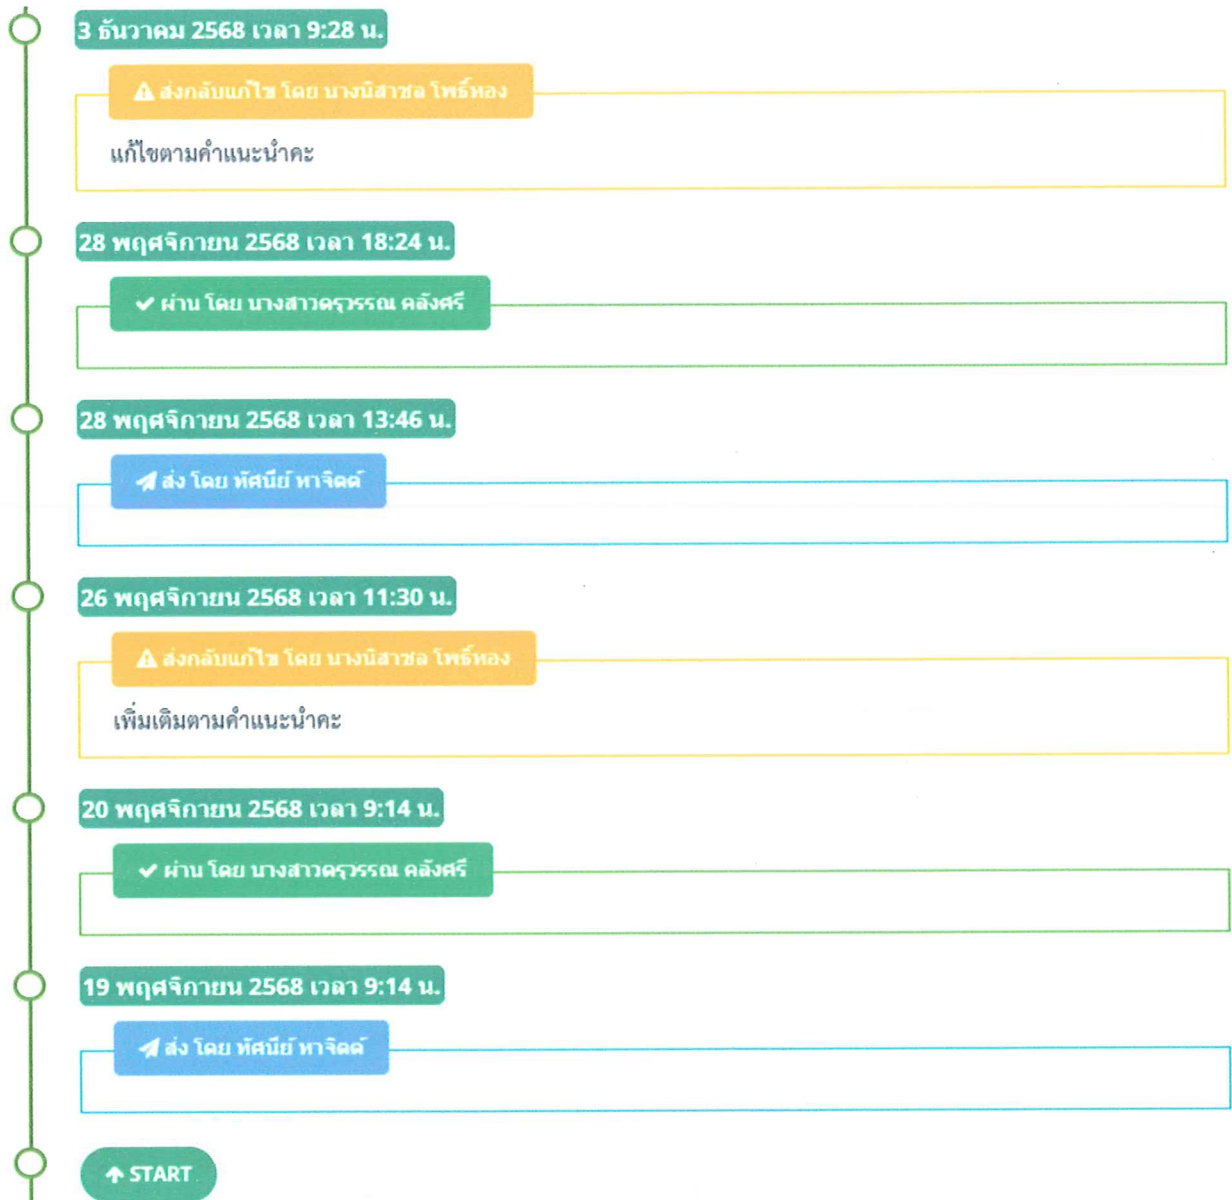 3 ธันวาคม 2568 เวลา 9:28 น.
ส่งกลับแก้ไข โดย นางนิสาชล โพธิ์ทอง
แก้ไขตามคำแนะนำคะ
28 พฤศจิกายน 2568 เวลา 18:24 น.
ผ่าน โดย นางสาวดรุวรรณ คลังศรี
28 พฤศจิกายน 2568 เวลา 13:46 น.
ส่ง โดย ทัศนีย์ หาจิตต์
26 พฤศจิกายน 2568 เวลา 11:30 น.
ส่งกลับแก้ไข โดย นางนิสาชล โพธิ์ทอง
เพิ่มเติมตามคำแนะนำคะ
20 พฤศจิกายน 2568 เวลา 9:14 น.
ผ่าน โดย นางสาวดรุวรรณ คลังศรี
19 พฤศจิกายน 2568 เวลา 9:14 น.
ส่ง โดย ทัศนีย์ หาจิตต์
START